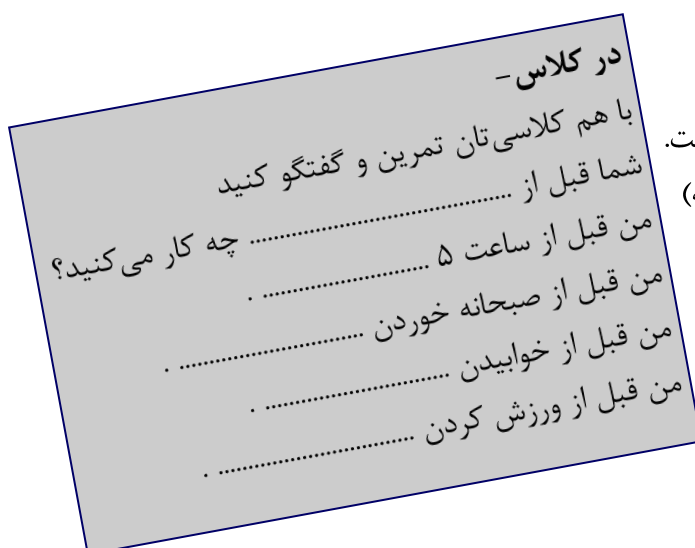 در کلاس –
با هم کلاسی‌تان تمرین و گفتگو کنید
شما قبل از .......................................... چه کار می‌کنید؟
من قبل از ساعت ۵ .......................... .
من قبل از صبحانه خوردن ............................. .
من قبل از خوابیدن ............................. .
من قبل از ورزش کردن .............................. .